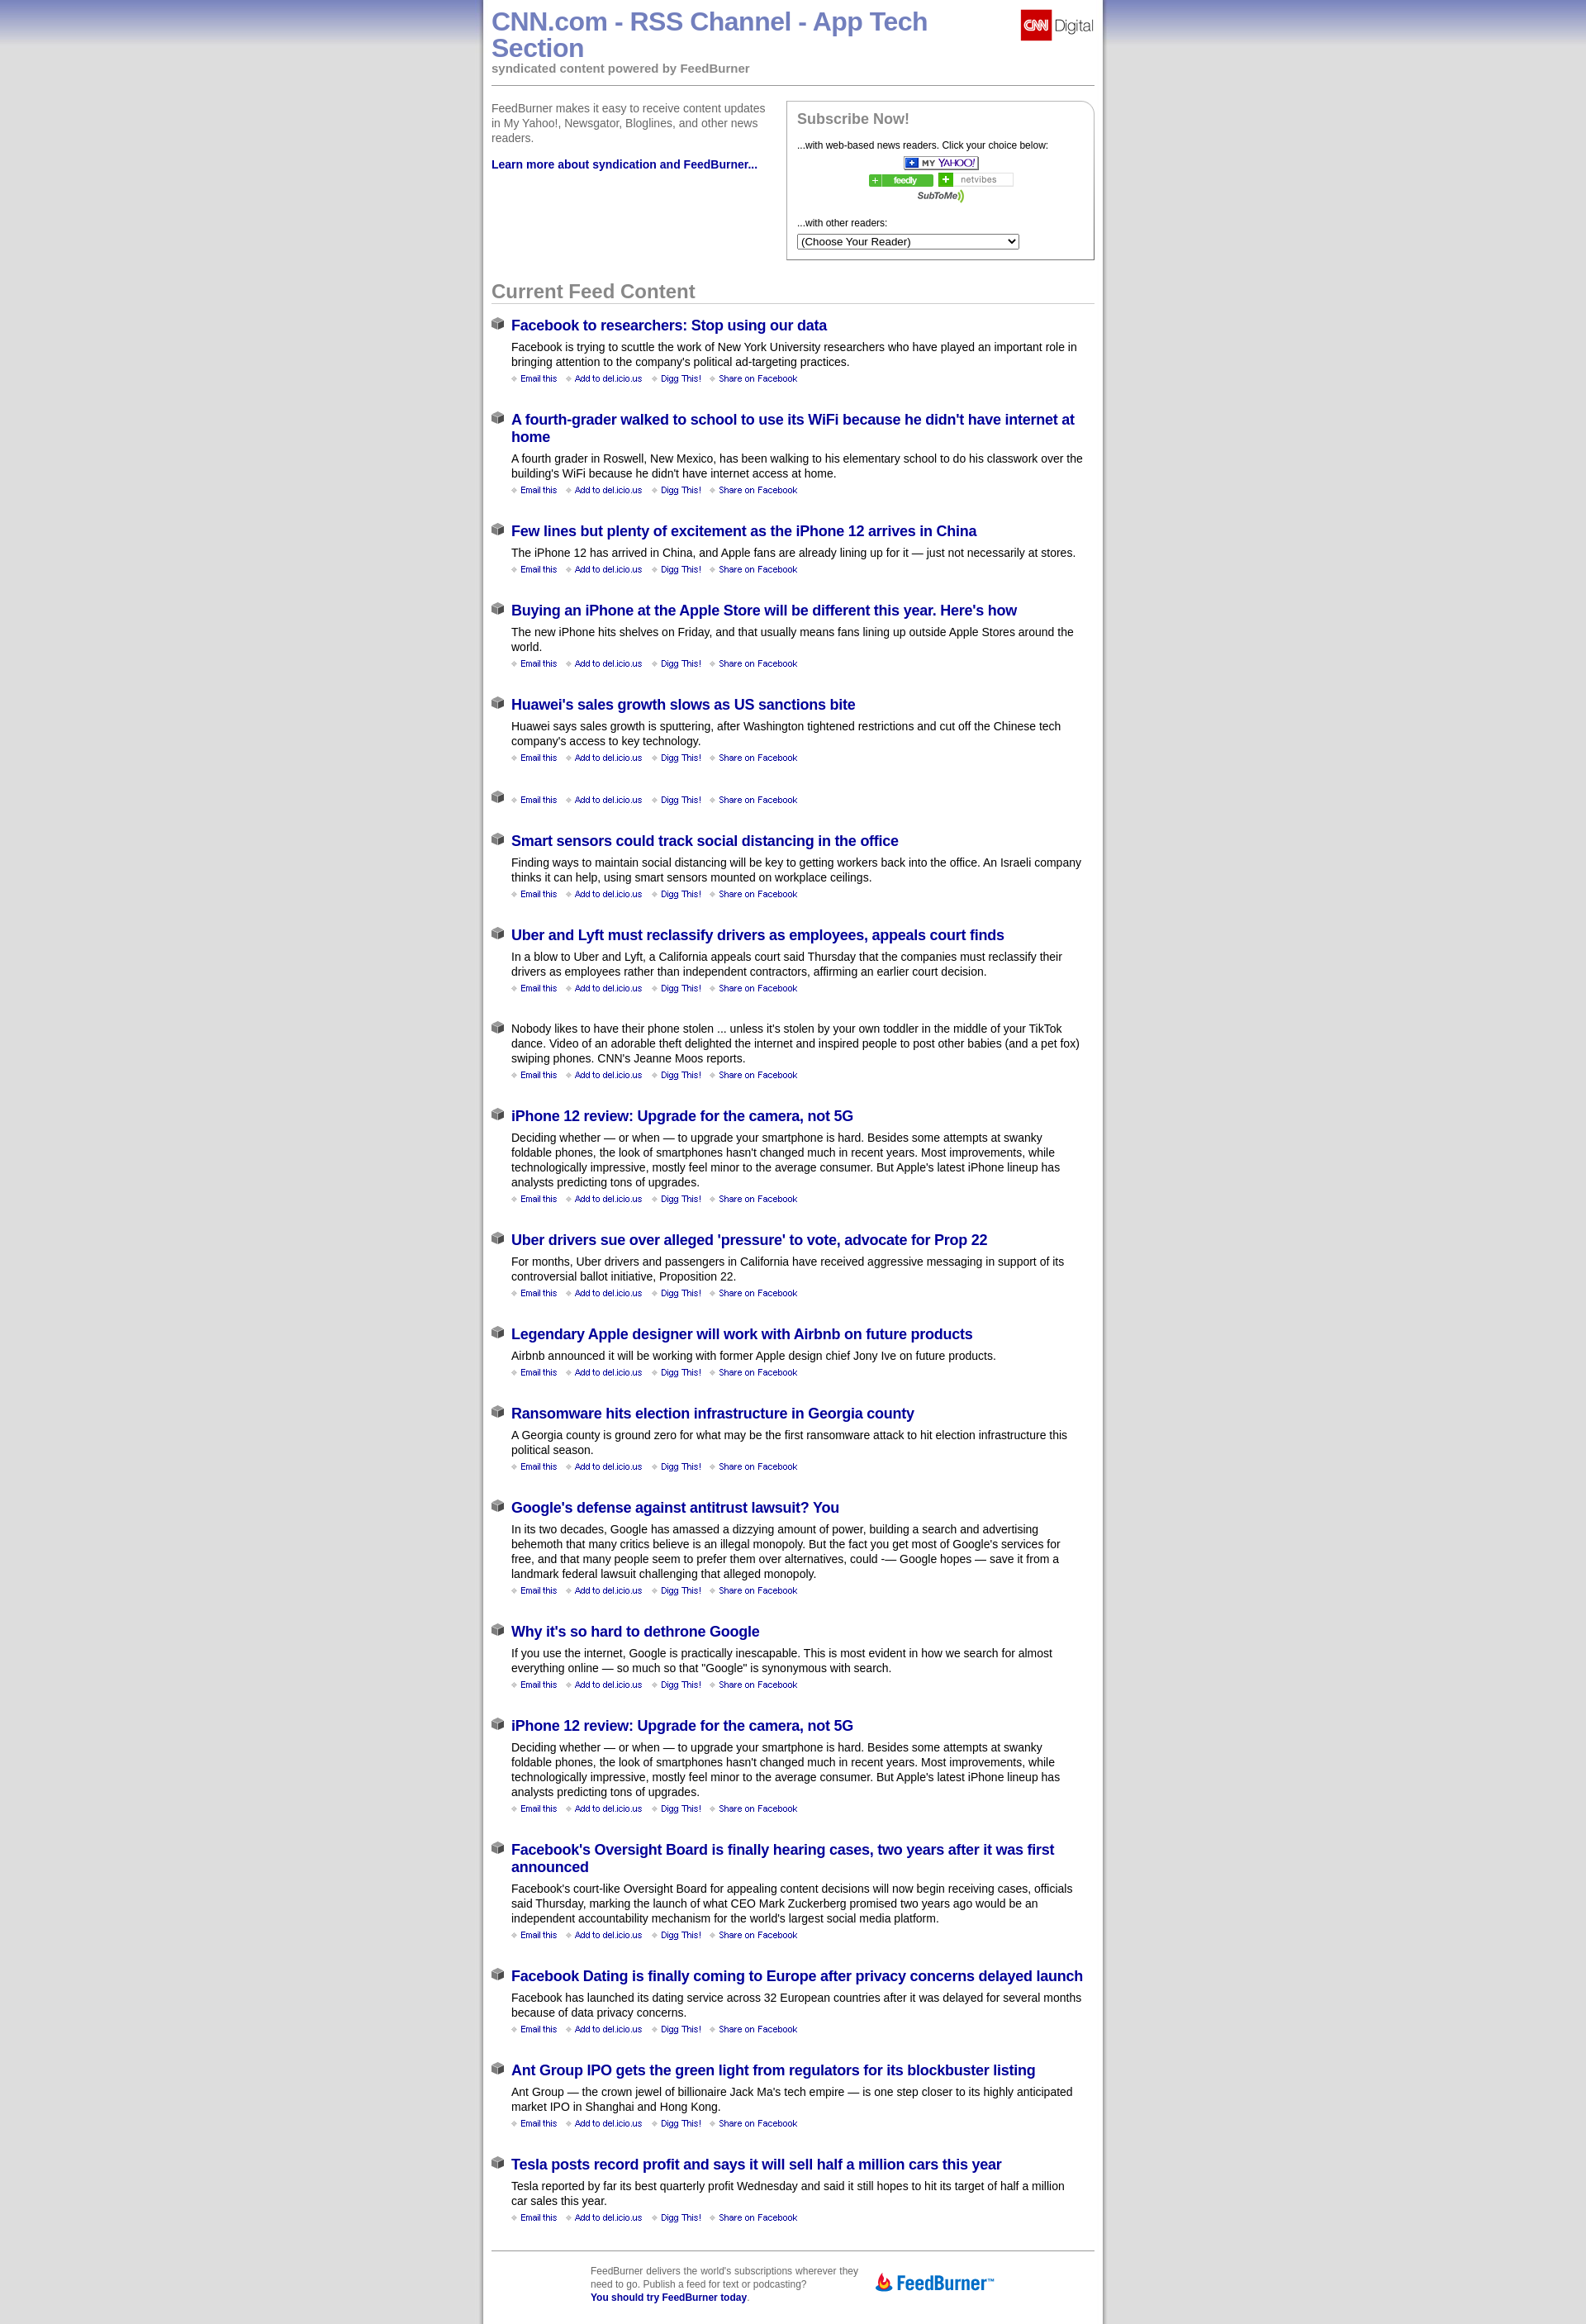 CNN.com - RSS Channel - App Tech
Section
syndicated content powered by FeedBurner
CNN Digital
FeedBurner makes it easy to receive content updates
in My Yahoo!, Newsgator, Bloglines, and other news
readers.
Learn more about syndication and FeedBurner...
Subscribe Now!
...with web-based news readers. Click your choice below:
MY YAHOO!
feedly netvibes
SubToMe
...with other readers:
(Choose Your Reader)
Current Feed Content
Facebook to researchers: Stop using our data
Facebook is trying to scuttle the work of New York University researchers who have played an important role in
bringing attention to the company's political ad-targeting practices.
Email this Add to del.icio.us Digg This! Share on Facebook
A fourth-grader walked to school to use its WiFi because he didn't have internet at
home
A fourth grader in Roswell, New Mexico, has been walking to his elementary school to do his classwork over the
building's WiFi because he didn't have internet access at home.
Email this Add to del.icio.us Digg This! Share on Facebook
Few lines but plenty of excitement as the iPhone 12 arrives in China
The iPhone 12 has arrived in China, and Apple fans are already lining up for it — just not necessarily at stores.
Email this Add to del.icio.us Digg This! Share on Facebook
Buying an iPhone at the Apple Store will be different this year. Here's how
The new iPhone hits shelves on Friday, and that usually means fans lining up outside Apple Stores around the
world.
Email this Add to del.icio.us Digg This! Share on Facebook
Huawei's sales growth slows as US sanctions bite
Huawei says sales growth is sputtering, after Washington tightened restrictions and cut off the Chinese tech
company's access to key technology.
Email this Add to del.icio.us Digg This! Share on Facebook
Email this Add to del.icio.us Digg This! Share on Facebook
Smart sensors could track social distancing in the office
Finding ways to maintain social distancing will be key to getting workers back into the office. An Israeli company
thinks it can help, using smart sensors mounted on workplace ceilings.
Email this Add to del.icio.us Digg This! Share on Facebook
Uber and Lyft must reclassify drivers as employees, appeals court finds
In a blow to Uber and Lyft, a California appeals court said Thursday that the companies must reclassify their
drivers as employees rather than independent contractors, affirming an earlier court decision.
Email this Add to del.icio.us Digg This! Share on Facebook
Nobody likes to have their phone stolen ... unless it's stolen by your own toddler in the middle of your TikTok
dance. Video of an adorable theft delighted the internet and inspired people to post other babies (and a pet fox)
swiping phones. CNN's Jeanne Moos reports.
Email this Add to del.icio.us Digg This! Share on Facebook
iPhone 12 review: Upgrade for the camera, not 5G
Deciding whether — or when — to upgrade your smartphone is hard. Besides some attempts at swanky
foldable phones, the look of smartphones hasn't changed much in recent years. Most improvements, while
technologically impressive, mostly feel minor to the average consumer. But Apple's latest iPhone lineup has
analysts predicting tons of upgrades.
Email this Add to del.icio.us Digg This! Share on Facebook
Uber drivers sue over alleged 'pressure' to vote, advocate for Prop 22
For months, Uber drivers and passengers in California have received aggressive messaging in support of its
controversial ballot initiative, Proposition 22.
Email this Add to del.icio.us Digg This! Share on Facebook
Legendary Apple designer will work with Airbnb on future products
Airbnb announced it will be working with former Apple design chief Jony Ive on future products.
Email this Add to del.icio.us Digg This! Share on Facebook
Ransomware hits election infrastructure in Georgia county
A Georgia county is ground zero for what may be the first ransomware attack to hit election infrastructure this
political season.
Email this Add to del.icio.us Digg This! Share on Facebook
Google's defense against antitrust lawsuit? You
In its two decades, Google has amassed a dizzying amount of power, building a search and advertising
behemoth that many critics believe is an illegal monopoly. But the fact you get most of Google's services for
free, and that many people seem to prefer them over alternatives, could -— Google hopes — save it from a
landmark federal lawsuit challenging that alleged monopoly.
Email this Add to del.icio.us Digg This! Share on Facebook
Why it's so hard to dethrone Google
If you use the internet, Google is practically inescapable. This is most evident in how we search for almost
everything online — so much so that "Google" is synonymous with search.
Email this Add to del.icio.us Digg This! Share on Facebook
iPhone 12 review: Upgrade for the camera, not 5G
Deciding whether — or when — to upgrade your smartphone is hard. Besides some attempts at swanky
foldable phones, the look of smartphones hasn't changed much in recent years. Most improvements, while
technologically impressive, mostly feel minor to the average consumer. But Apple's latest iPhone lineup has
analysts predicting tons of upgrades.
Email this Add to del.icio.us Digg This! Share on Facebook
Facebook's Oversight Board is finally hearing cases, two years after it was first
announced
Facebook's court-like Oversight Board for appealing content decisions will now begin receiving cases, officials
said Thursday, marking the launch of what CEO Mark Zuckerberg promised two years ago would be an
independent accountability mechanism for the world's largest social media platform.
Email this Add to del.icio.us Digg This! Share on Facebook
Facebook Dating is finally coming to Europe after privacy concerns delayed launch
Facebook has launched its dating service across 32 European countries after it was delayed for several months
because of data privacy concerns.
Email this Add to del.icio.us Digg This! Share on Facebook
Ant Group IPO gets the green light from regulators for its blockbuster listing
Ant Group — the crown jewel of billionaire Jack Ma's tech empire — is one step closer to its highly anticipated
market IPO in Shanghai and Hong Kong.
Email this Add to del.icio.us Digg This! Share on Facebook
Tesla posts record profit and says it will sell half a million cars this year
Tesla reported by far its best quarterly profit Wednesday and said it still hopes to hit its target of half a million
car sales this year.
Email this Add to del.icio.us Digg This! Share on Facebook
FeedBurner delivers the world's subscriptions wherever they
need to go. Publish a feed for text or podcasting?
You should try FeedBurner today.
FeedBurner™